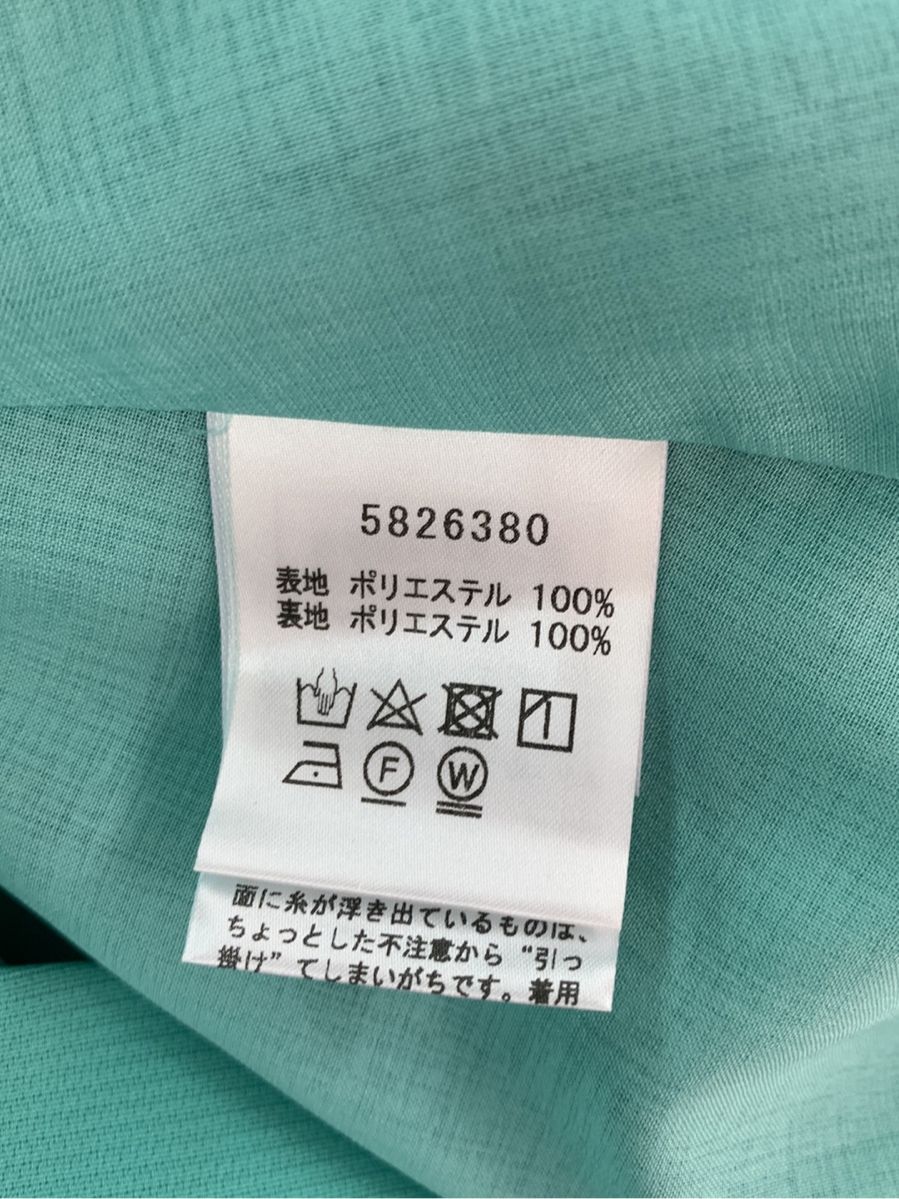 5826380
表地 ポリエステル 100%
裏地 ポリエステル 100%
F W
面に糸が浮き出ているものは、
ちょっとした不注意から“引っ
掛け”てしまいがちです。着用